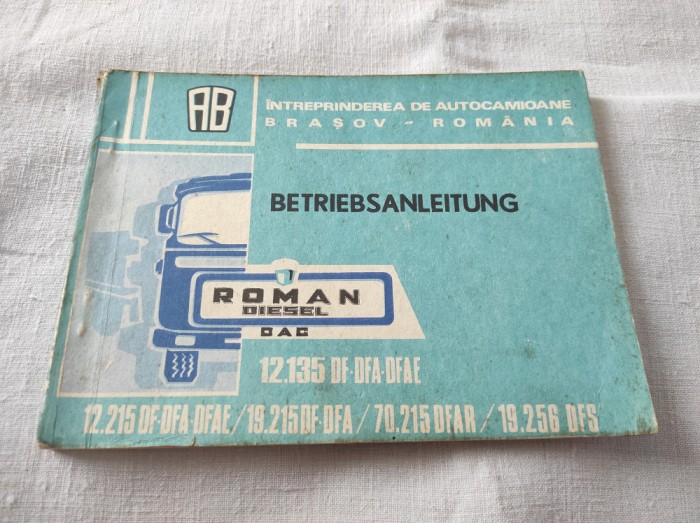 AB
ÎNTREPRINDEREA DE AUTOCAMIOANE
BRAȘOV - ROMÂNIA
BETRIEBSANLEITUNG
ROMAN
DIESEL
DAC
12.135 DF-DFA-DFAE
12.215 DF-DFA-DFAE/19.215 DF-DFA/70.215 DFAR/19.256 DFS